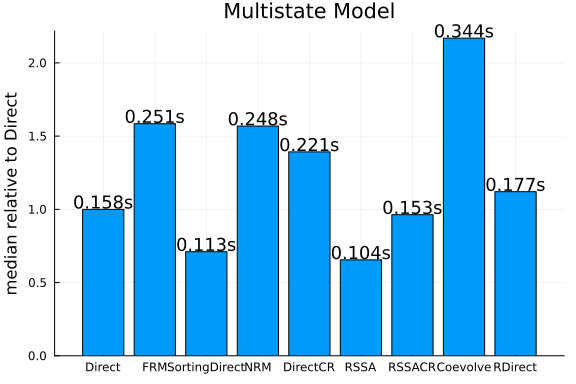 Multistate Model
median relative to Direct
2.0
1.5
1.0
0.5
0.0
0.158s
0.251s
0.113s
0.248s
0.221s
0.104s
0.153s
0.344s
0.177s
Direct
FRM
SortingDirect
NRM
DirectCR
RSSA
RSSACR
Coevolve
RDirect